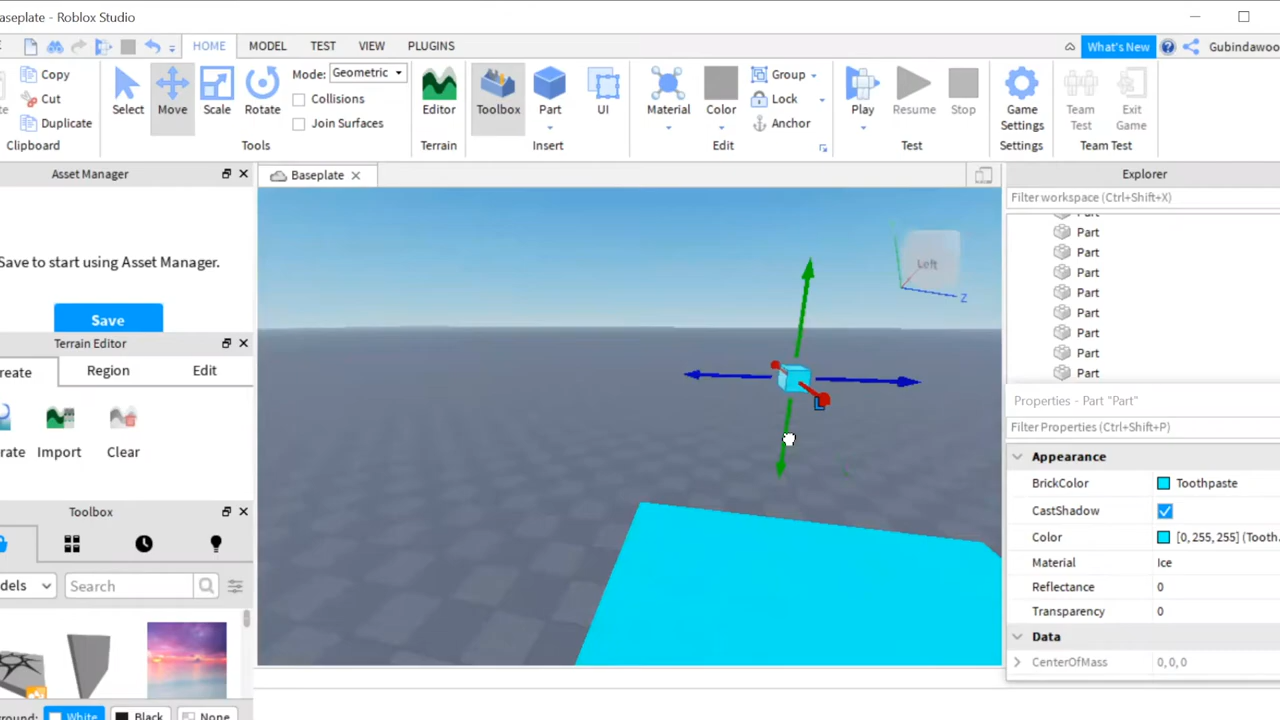 aseplate - Roblox Studio
HOME MODEL TEST VIEW PLUGINS What's New Gubindawoo
Copy
Cut
Duplicate
Clipboard
Select Move Scale Rotate
Mode: Geometric
Collisions
Join Surfaces
Tools
Editor
Terrain
Toolbox Part UI
Insert
Material Color
Group
Lock
Anchor
Edit
Play Resume Stop
Test
Game
Settings
Settings
Team
Test
Exit
Game
Team Test
Asset Manager
Save to start using Asset Manager.
Save
Terrain Editor
reate Region Edit
rate Import Clear
Toolbox
dels Search
round: White Black None
Baseplate
Left
Z
L
Explorer
Filter workspace (Ctrl+Shift+X)
Part
Part
Part
Part
Part
Part
Part
Part
Part
Properties - Part "Part"
Filter Properties (Ctrl+Shift+P)
Appearance
BrickColor Toothpaste
CastShadow
Color [0, 255, 255] (Tooth.
Material Ice
Reflectance 0
Transparency 0
Data
CenterOfMass 0, 0, 0